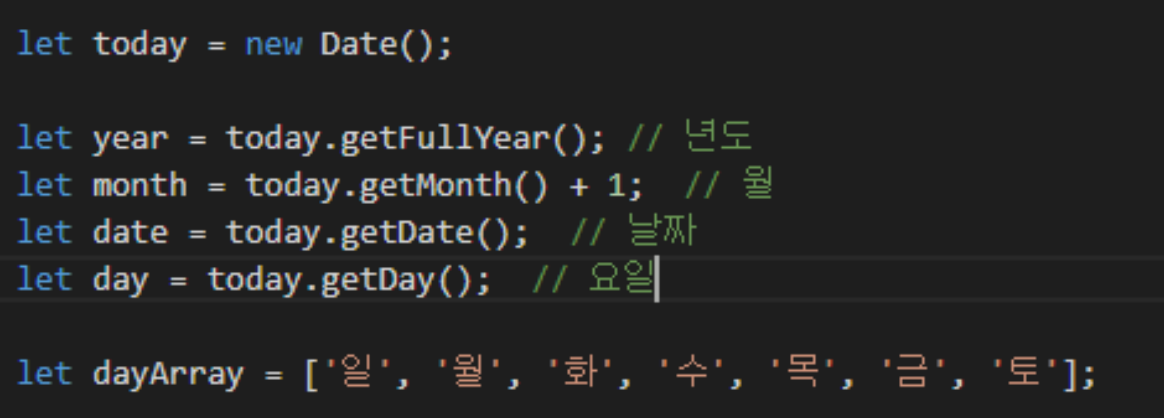 let today = new Date();
let year = today.getFullYear(); // 년도
let month = today.getMonth() + 1;  // 월
let date = today.getDate();  // 날짜
let day = today.getDay();  // 요일
let dayArray = ['일', '월', '화', '수', '목', '금', '토'];